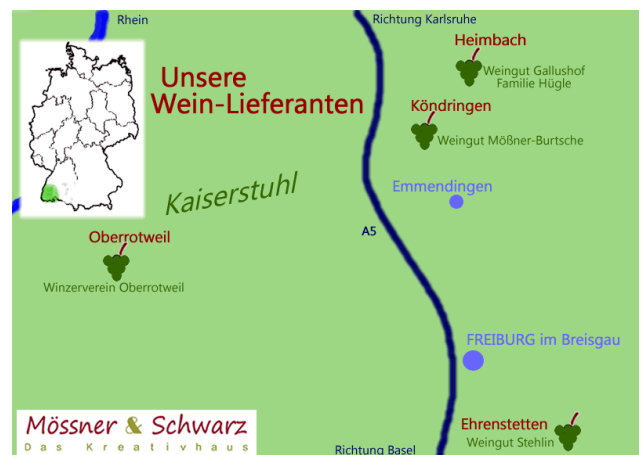 Rhein
Richtung Karlsruhe
Heimbach
Weingut Gallushof
Familie Hügle
Unsere
Wein-Lieferanten
Köndringen
Weingut Mößner-Burtsche
Kaiserstuhl
Emmendingen
Oberrotweil
A5
Winzerverein Oberrotweil
FREIBURG im Breisgau
Mössner & Schwarz
Das Kreativhaus
Ehrenstetten
Weingut Stehlin
Richtung Basel